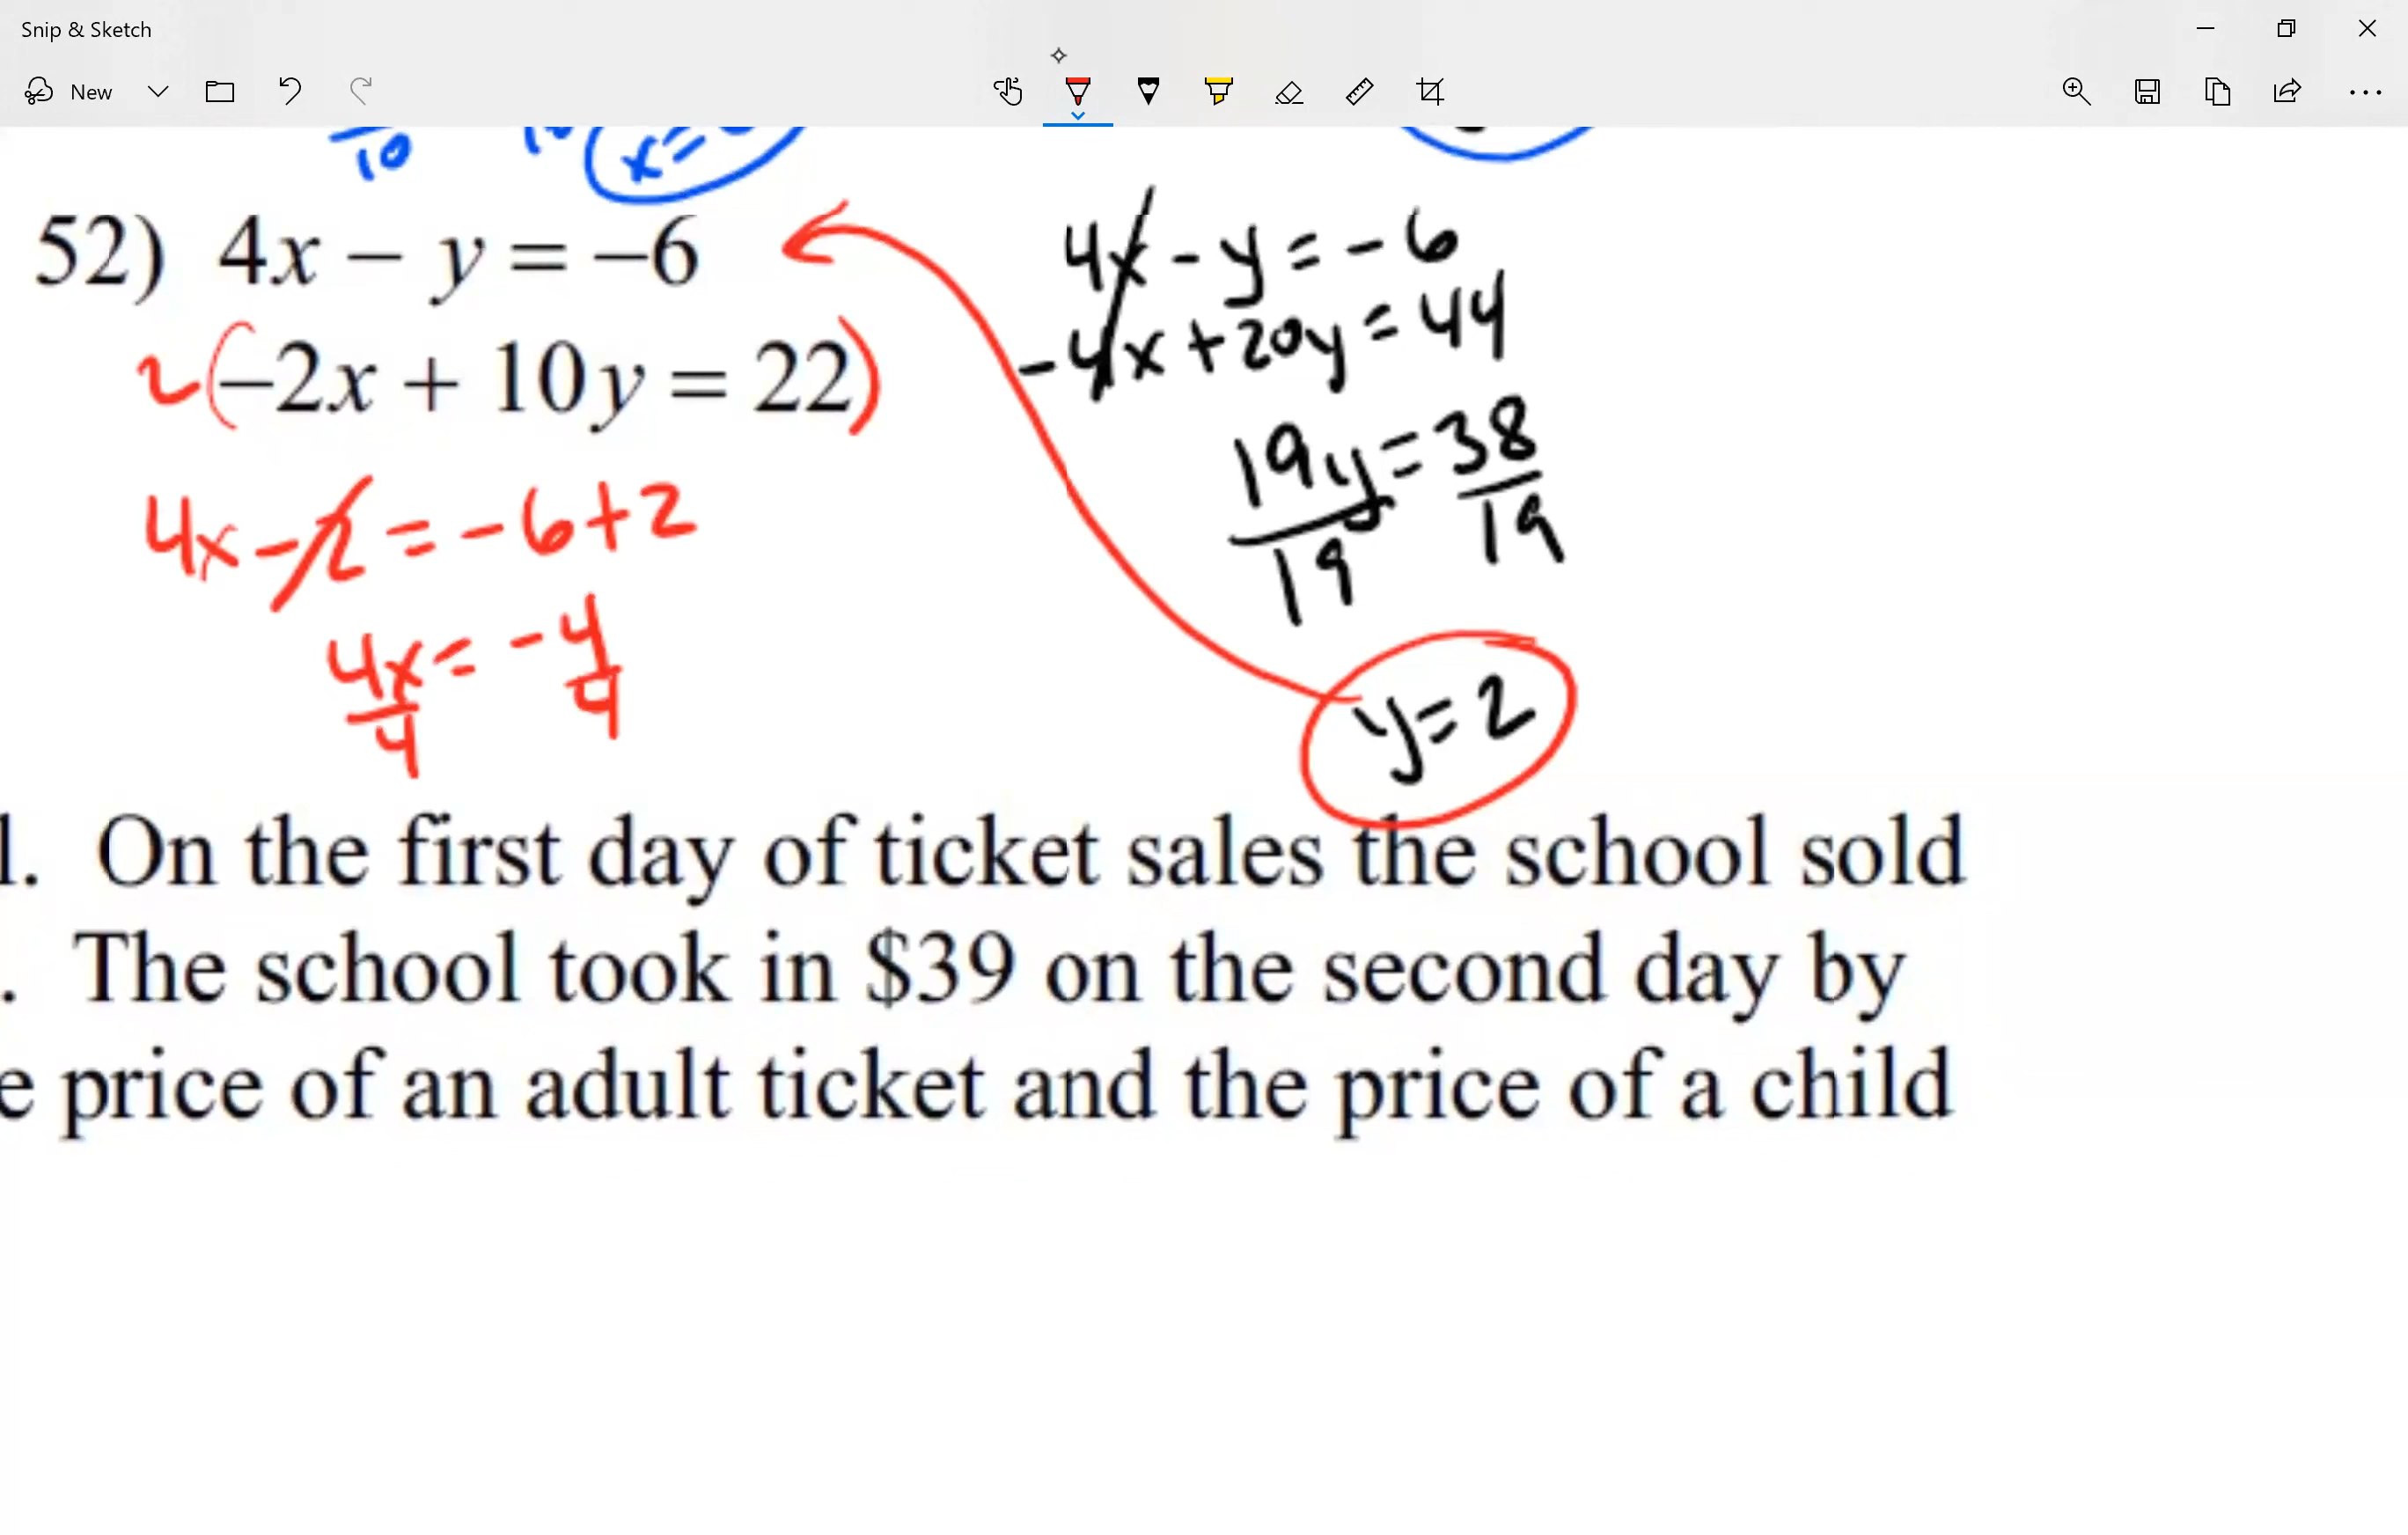 Snip & Sketch
New
10
x=
52) 4x − y = −6
2(−2x + 10y = 22)
4x-2=-6+2
4x=-4
4 4
4x-y=-6
-4x+20y=44
19y=38
19 19
y=2
l. On the first day of ticket sales the school sold
. The school took in $39 on the second day by
e price of an adult ticket and the price of a child